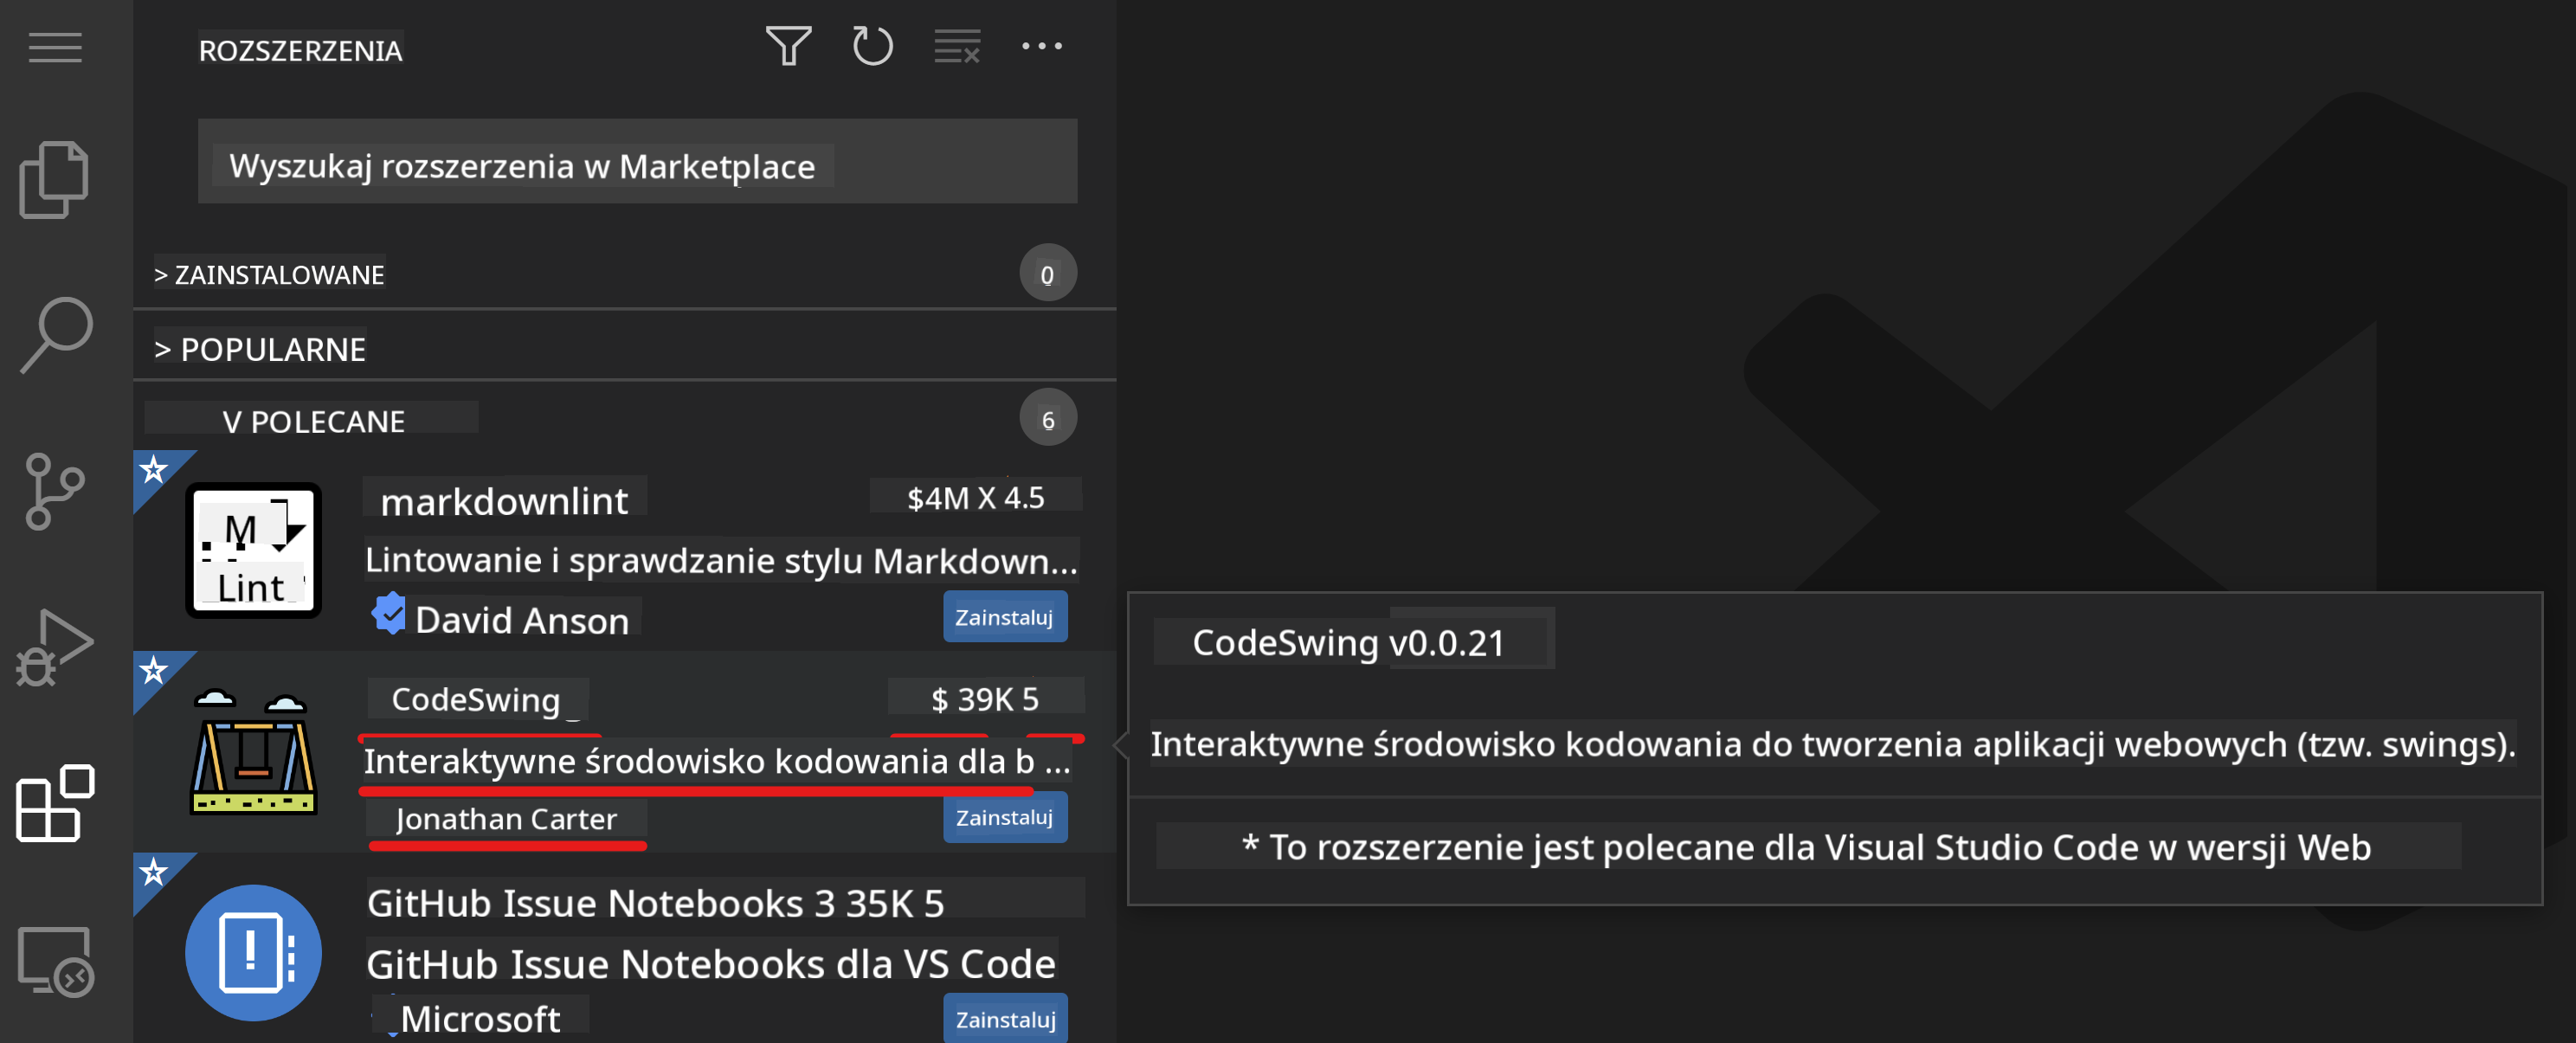 ROZSZERZENIA
Wyszukaj rozszerzenia w Marketplace
> ZAINSTALOWANE 0
> POPULARNE
V POLECANE 6
M
Lint
markdownlint $4M X 4.5
Lintowanie i sprawdzanie stylu Markdown...
David Anson Zainstaluj
CodeSwing $ 39K 5
Interaktywne środowisko kodowania dla b ...
Jonathan Carter Zainstaluj
GitHub Issue Notebooks 3 35K 5
GitHub Issue Notebooks dla VS Code
Microsoft Zainstaluj
CodeSwing v0.0.21
Interaktywne środowisko kodowania do tworzenia aplikacji webowych (tzw. swings).
* To rozszerzenie jest polecane dla Visual Studio Code w wersji Web